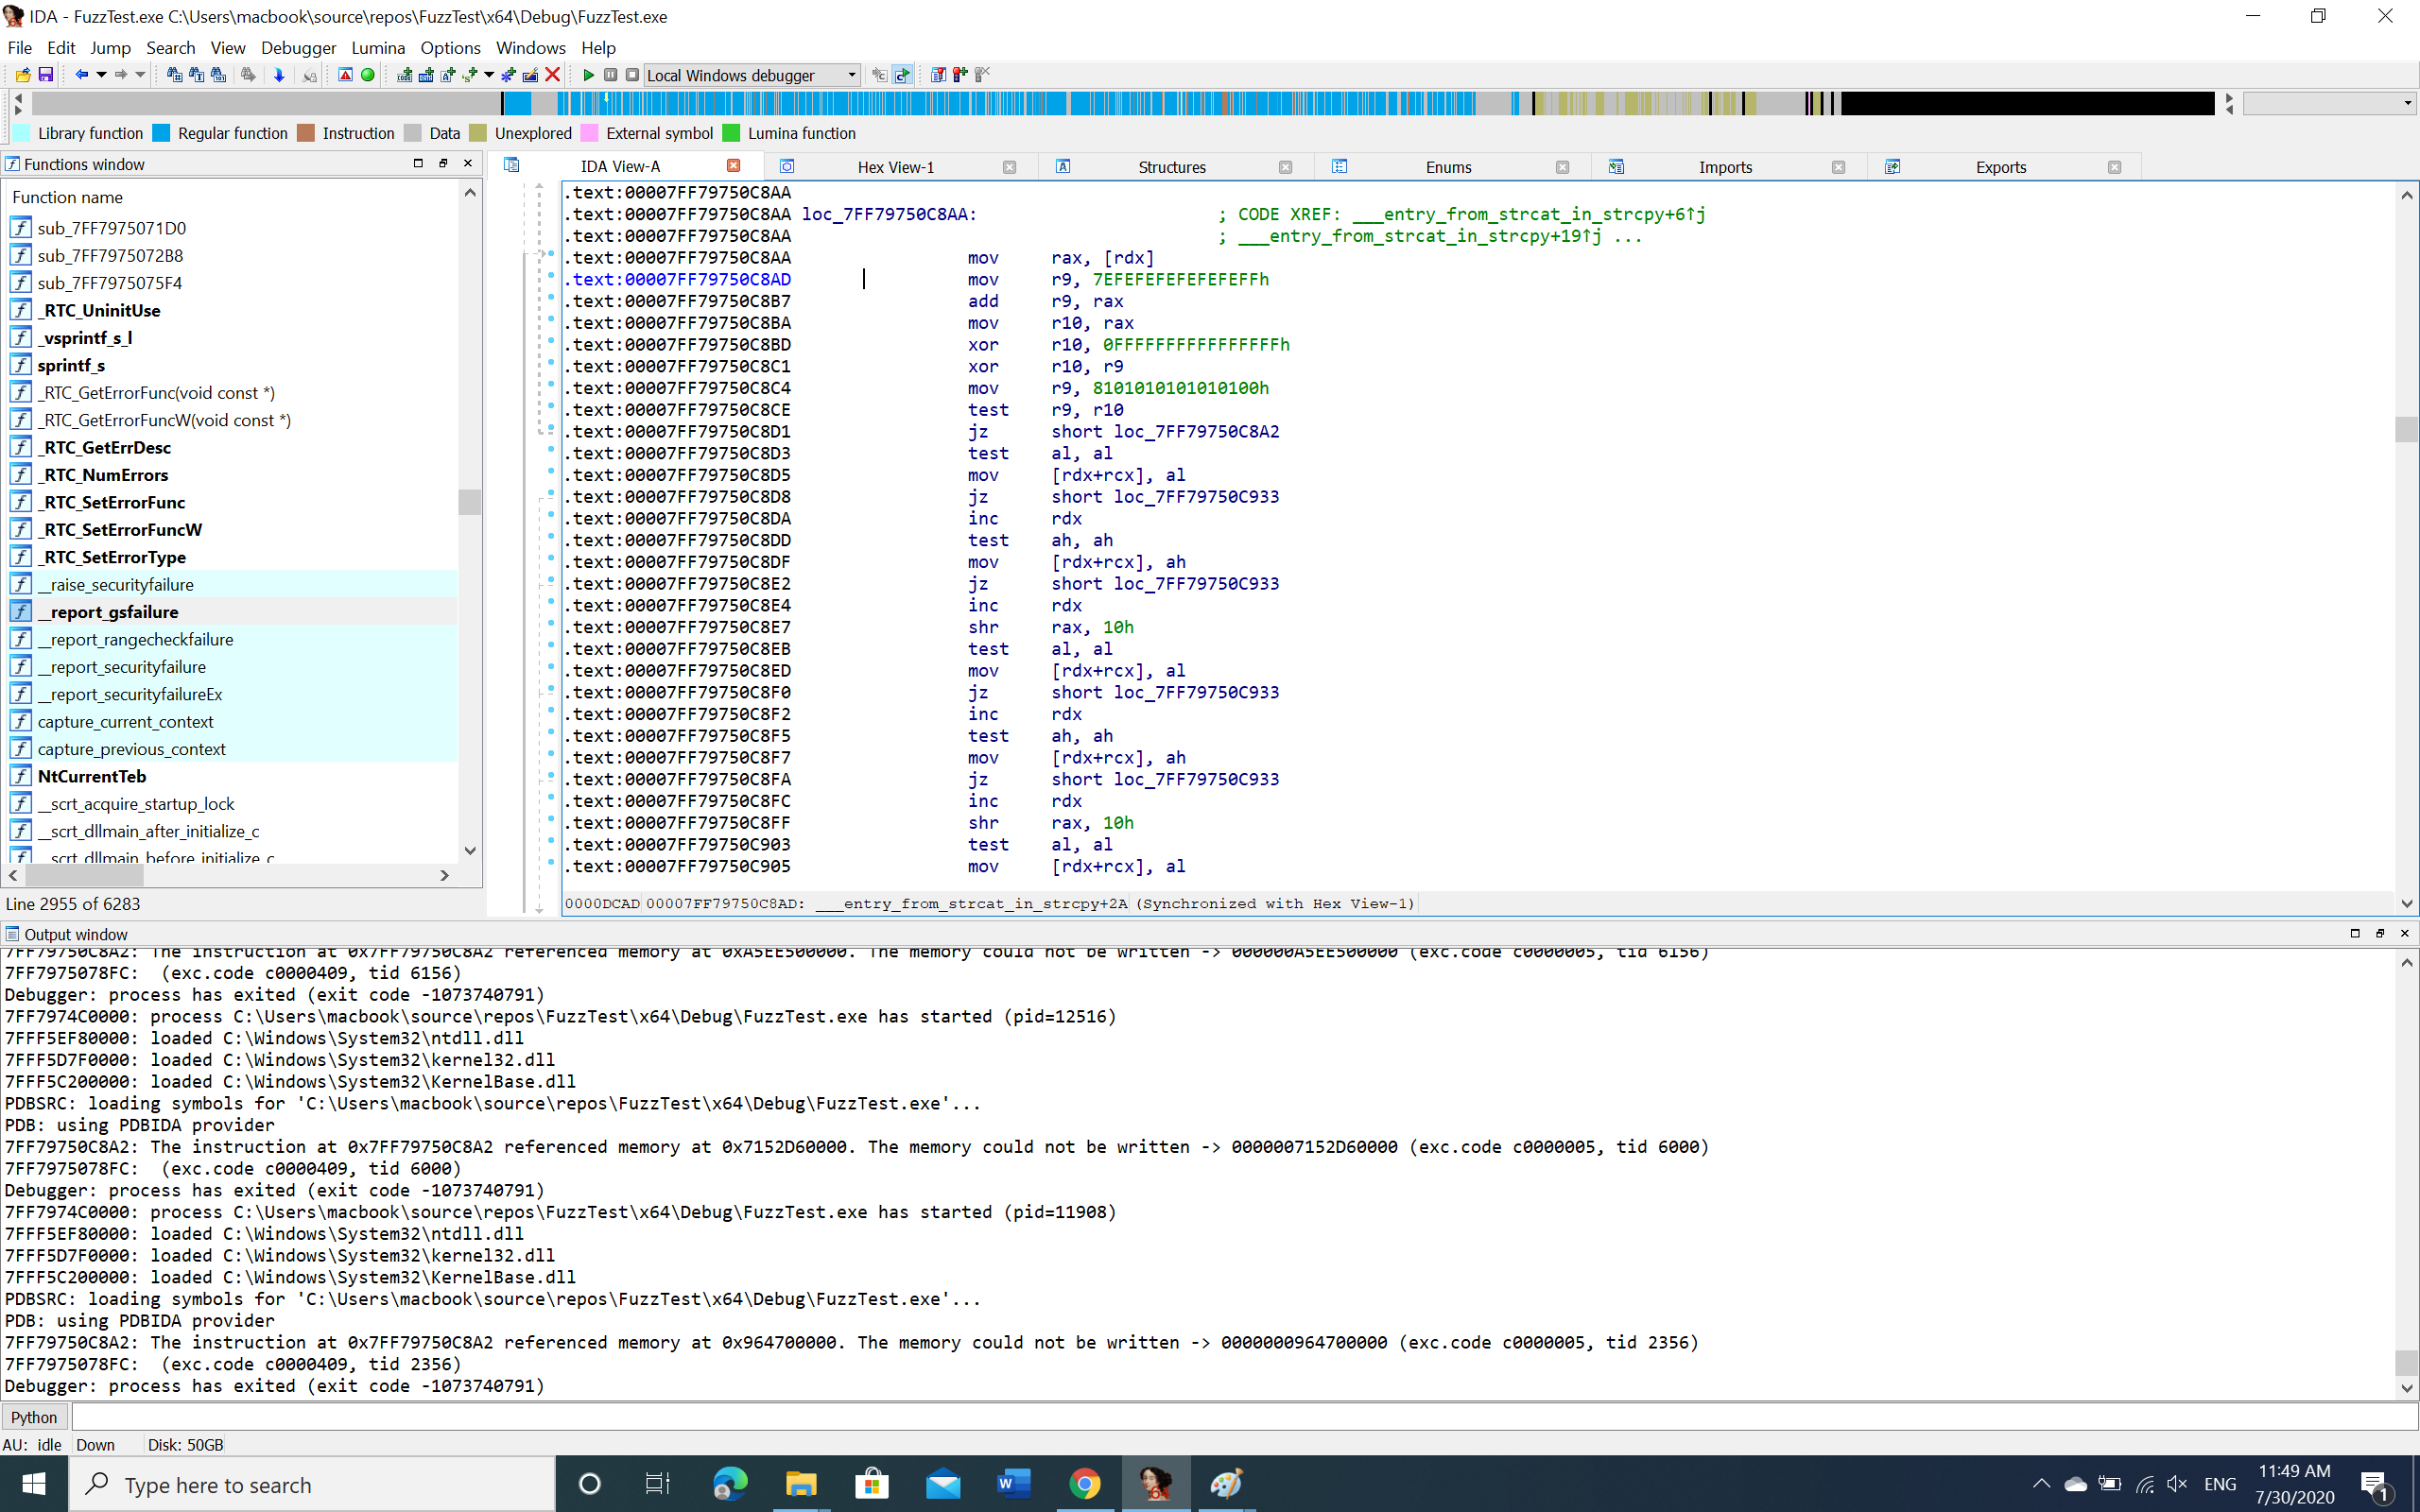 IDA - FuzzTest.exe C:\Users\macbook\source\repos\FuzzTest\x64\Debug\FuzzTest.exe
File Edit Jump Search View Debugger Lumina Options Windows Help
Local Windows debugger
Library function Regular function Instruction Data Unexplored External symbol Lumina function
Functions window
Function name
sub_7FF7975071D0
sub_7FF7975072B8
sub_7FF7975075F4
_RTC_UninitUse
_vsprintf_s_l
sprintf_s
_RTC_GetErrorFunc(void const *)
_RTC_GetErrorFuncW(void const *)
_RTC_GetErrDesc
_RTC_NumErrors
_RTC_SetErrorFunc
_RTC_SetErrorFuncW
_RTC_SetErrorType
__raise_securityfailure
__report_gsfailure
__report_rangecheckfailure
__report_securityfailure
__report_securityfailureEx
capture_current_context
capture_previous_context
NtCurrentTeb
__scrt_acquire_startup_lock
__scrt_dllmain_after_initialize_c
__scrt_dllmain_before_initialize_c
Line 2955 of 6283
IDA View-A Hex View-1 Structures Enums Imports Exports
.text:00007FF79750C8AA
.text:00007FF79750C8AA loc_7FF79750C8AA: ; CODE XREF: ___entry_from_strcat_in_strcpy+6↑j
.text:00007FF79750C8AA ; ___entry_from_strcat_in_strcpy+19↑j ...
.text:00007FF79750C8AA mov rax, [rdx]
.text:00007FF79750C8AD mov r9, 7EFEFEFEFEFEFEFFh
.text:00007FF79750C8B7 add r9, rax
.text:00007FF79750C8BA mov r10, rax
.text:00007FF79750C8BD xor r10, 0FFFFFFFFFFFFFFFFh
.text:00007FF79750C8C1 xor r10, r9
.text:00007FF79750C8C4 mov r9, 8101010101010100h
.text:00007FF79750C8CE test r9, r10
.text:00007FF79750C8D1 jz short loc_7FF79750C8A2
.text:00007FF79750C8D3 test al, al
.text:00007FF79750C8D5 mov [rdx+rcx], al
.text:00007FF79750C8D8 jz short loc_7FF79750C933
.text:00007FF79750C8DA inc rdx
.text:00007FF79750C8DD test ah, ah
.text:00007FF79750C8DF mov [rdx+rcx], ah
.text:00007FF79750C8E2 jz short loc_7FF79750C933
.text:00007FF79750C8E4 inc rdx
.text:00007FF79750C8E7 shr rax, 10h
.text:00007FF79750C8EB test al, al
.text:00007FF79750C8ED mov [rdx+rcx], al
.text:00007FF79750C8F0 jz short loc_7FF79750C933
.text:00007FF79750C8F2 inc rdx
.text:00007FF79750C8F5 test ah, ah
.text:00007FF79750C8F7 mov [rdx+rcx], ah
.text:00007FF79750C8FA jz short loc_7FF79750C933
.text:00007FF79750C8FC inc rdx
.text:00007FF79750C8FF shr rax, 10h
.text:00007FF79750C903 test al, al
.text:00007FF79750C905 mov [rdx+rcx], al
0000DCAD 00007FF79750C8AD: ___entry_from_strcat_in_strcpy+2A (Synchronized with Hex View-1)
Output window
7FF79750C8A2: The instruction at 0x7FF79750C8A2 referenced memory at 0xA5EE500000. The memory could not be written -> 000000A5EE500000 (exc.code c0000005, tid 6156)
7FF7975078FC: (exc.code c0000409, tid 6156)
Debugger: process has exited (exit code -1073740791)
7FF7974C0000: process C:\Users\macbook\source\repos\FuzzTest\x64\Debug\FuzzTest.exe has started (pid=12516)
7FFF5EF80000: loaded C:\Windows\System32\ntdll.dll
7FFF5D7F0000: loaded C:\Windows\System32\kernel32.dll
7FFF5C200000: loaded C:\Windows\System32\KernelBase.dll
PDBSRC: loading symbols for 'C:\Users\macbook\source\repos\FuzzTest\x64\Debug\FuzzTest.exe'...
PDB: using PDBIDA provider
7FF79750C8A2: The instruction at 0x7FF79750C8A2 referenced memory at 0x7152D60000. The memory could not be written -> 0000007152D60000 (exc.code c0000005, tid 6000)
7FF7975078FC: (exc.code c0000409, tid 6000)
Debugger: process has exited (exit code -1073740791)
7FF7974C0000: process C:\Users\macbook\source\repos\FuzzTest\x64\Debug\FuzzTest.exe has started (pid=11908)
7FFF5EF80000: loaded C:\Windows\System32\ntdll.dll
7FFF5D7F0000: loaded C:\Windows\System32\kernel32.dll
7FFF5C200000: loaded C:\Windows\System32\KernelBase.dll
PDBSRC: loading symbols for 'C:\Users\macbook\source\repos\FuzzTest\x64\Debug\FuzzTest.exe'...
PDB: using PDBIDA provider
7FF79750C8A2: The instruction at 0x7FF79750C8A2 referenced memory at 0x964700000. The memory could not be written -> 0000000964700000 (exc.code c0000005, tid 2356)
7FF7975078FC: (exc.code c0000409, tid 2356)
Debugger: process has exited (exit code -1073740791)
Python
AU: idle Down Disk: 50GB
Type here to search
ENG
11:49 AM
7/30/2020
1